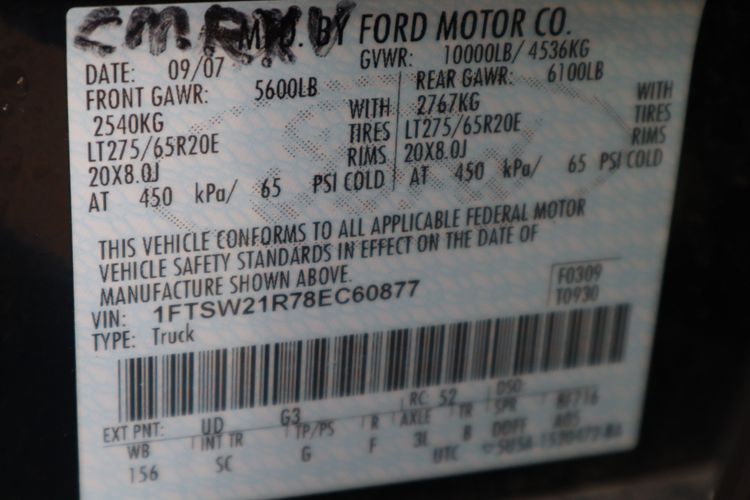 BY FORD MOTOR CO.
DATE: 09/07 GVWR: 10000LB/ 4536KG
FRONT GAWR: 5600LB REAR GAWR: 6100LB
2540KG WITH 2767KG WITH
LT275/65R20E TIRES LT275/65R20E TIRES
20X8.0J RIMS 20X8.0J RIMS
AT 450 kPa/ 65 PSI COLD AT 450 kPa/ 65 PSI COLD
THIS VEHICLE CONFORMS TO ALL APPLICABLE FEDERAL MOTOR
VEHICLE SAFETY STANDARDS IN EFFECT ON THE DATE OF
MANUFACTURE SHOWN ABOVE.
F0309
VIN: 1FTSW21R78EC60877
T0930
TYPE: Truck
EXT PNT: UD G3 RC: 52 DSO:
WB INT TR TP/PS R AXLE TR SPR
156 SC G F 3L B
UTC